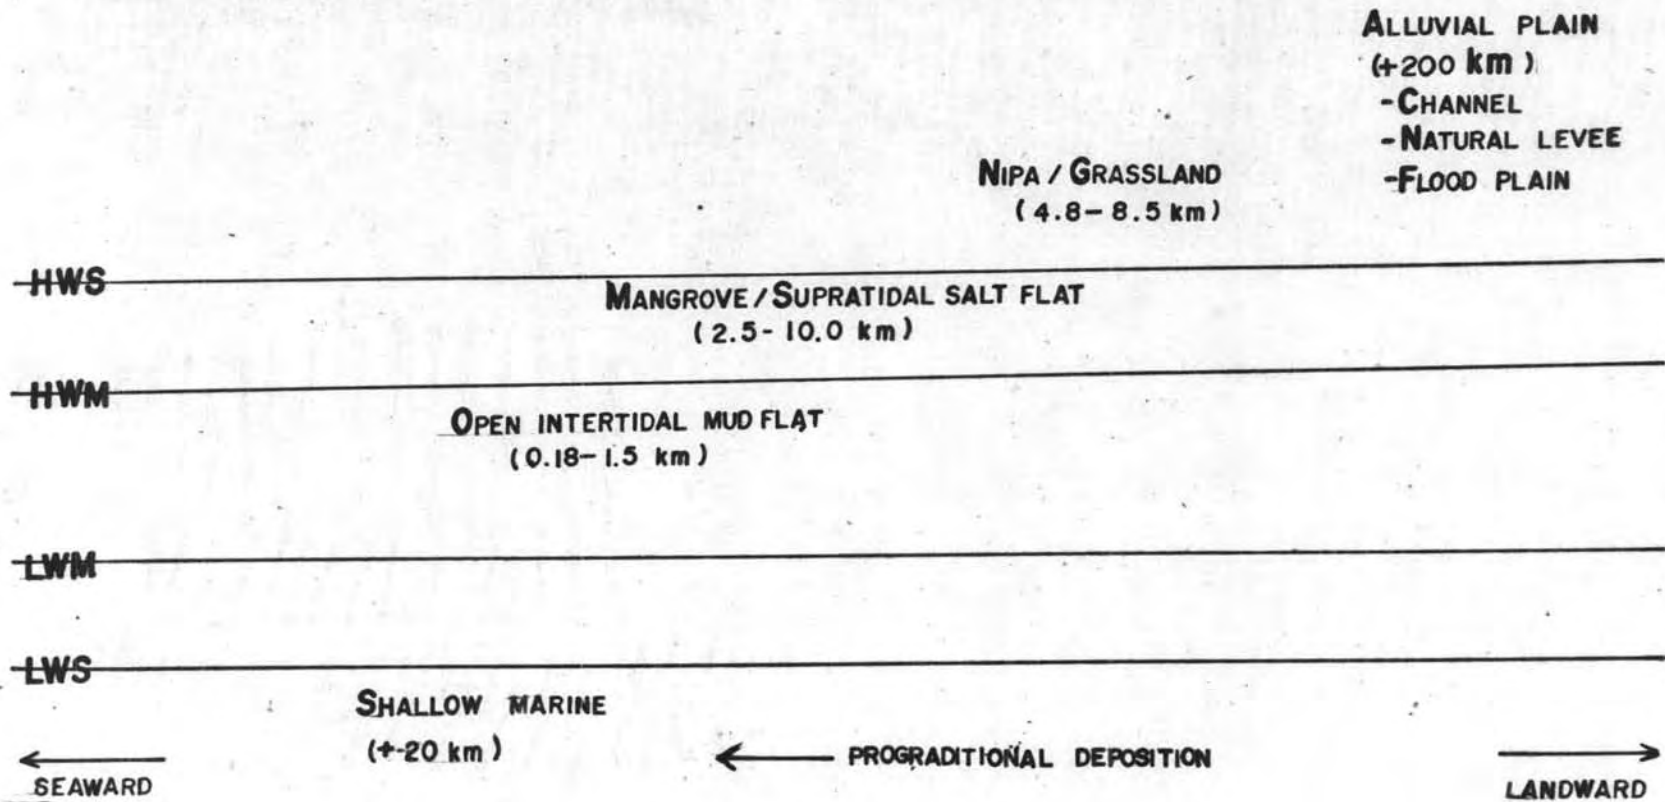 ALLUVIAL PLAIN
(+200 km)
-CHANNEL
-NATURAL LEVEE
-FLOOD PLAIN
NIPA / GRASSLAND
(4.8-8.5 km)
HWS
MANGROVE/SUPRATIDAL SALT FLAT
(2.5-10.0 km)
HWM
OPEN INTERTIDAL MUD FLAT
(0.18-1.5 km)
LWM
LWS
SHALLOW MARINE
(+-20 km)
← PROGRADITIONAL DEPOSITION
SEAWARD
LANDWARD